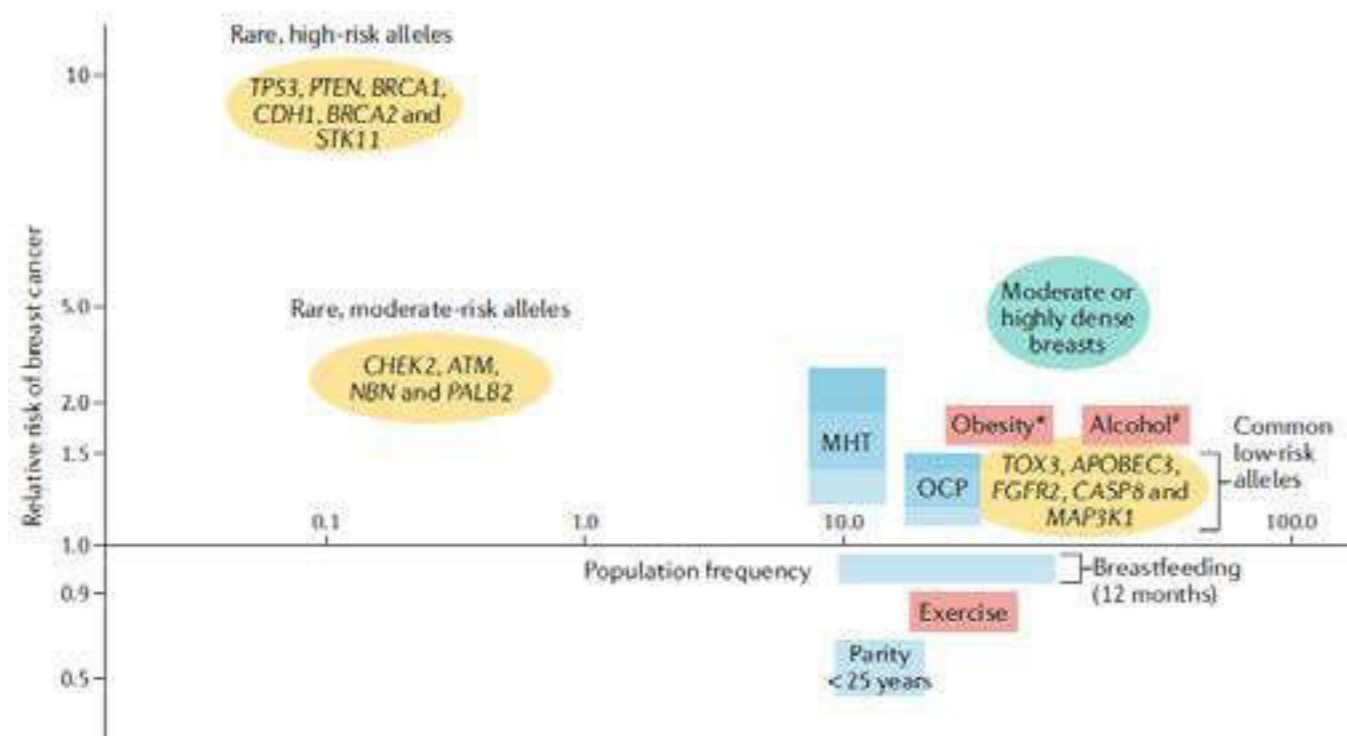 Rare, high-risk alleles
10
TP53, PTEN, BRCA1,
CDH1, BRCA2 and
STK11
Relative risk of breast cancer
5.0
Rare, moderate-risk alleles
CHEK2, ATM,
NBN and PALB2
Moderate or
highly dense
breasts
2.0
1.5
MHT
Obesity*
Alcohol‡
OCP
TOX3, APOBEC3,
FGFR2, CASP8 and
MAP3K1
Common
low-risk
alleles
0.1
1.0
10.0
100.0
1.0
Population frequency
Breastfeeding
(12 months)
0.9
Exercise
0.5
Parity
< 25 years